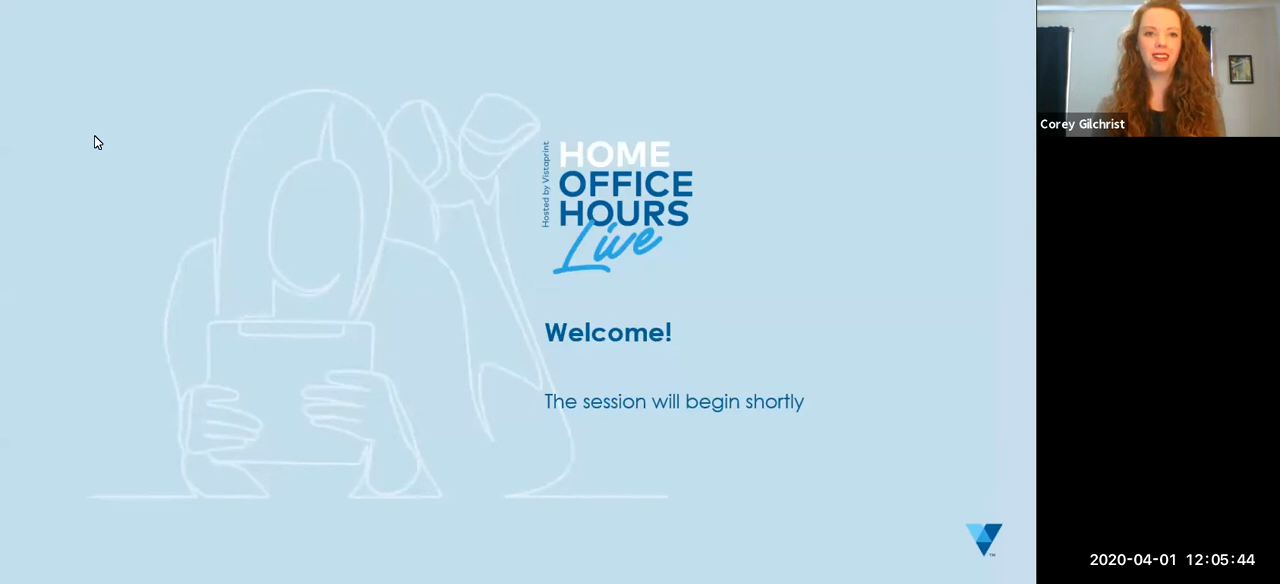 Hosted by Vistaprint
HOME
OFFICE
HOURS
Live
Welcome!
The session will begin shortly
TM
Corey Gilchrist
2020-04-01 12:05:44